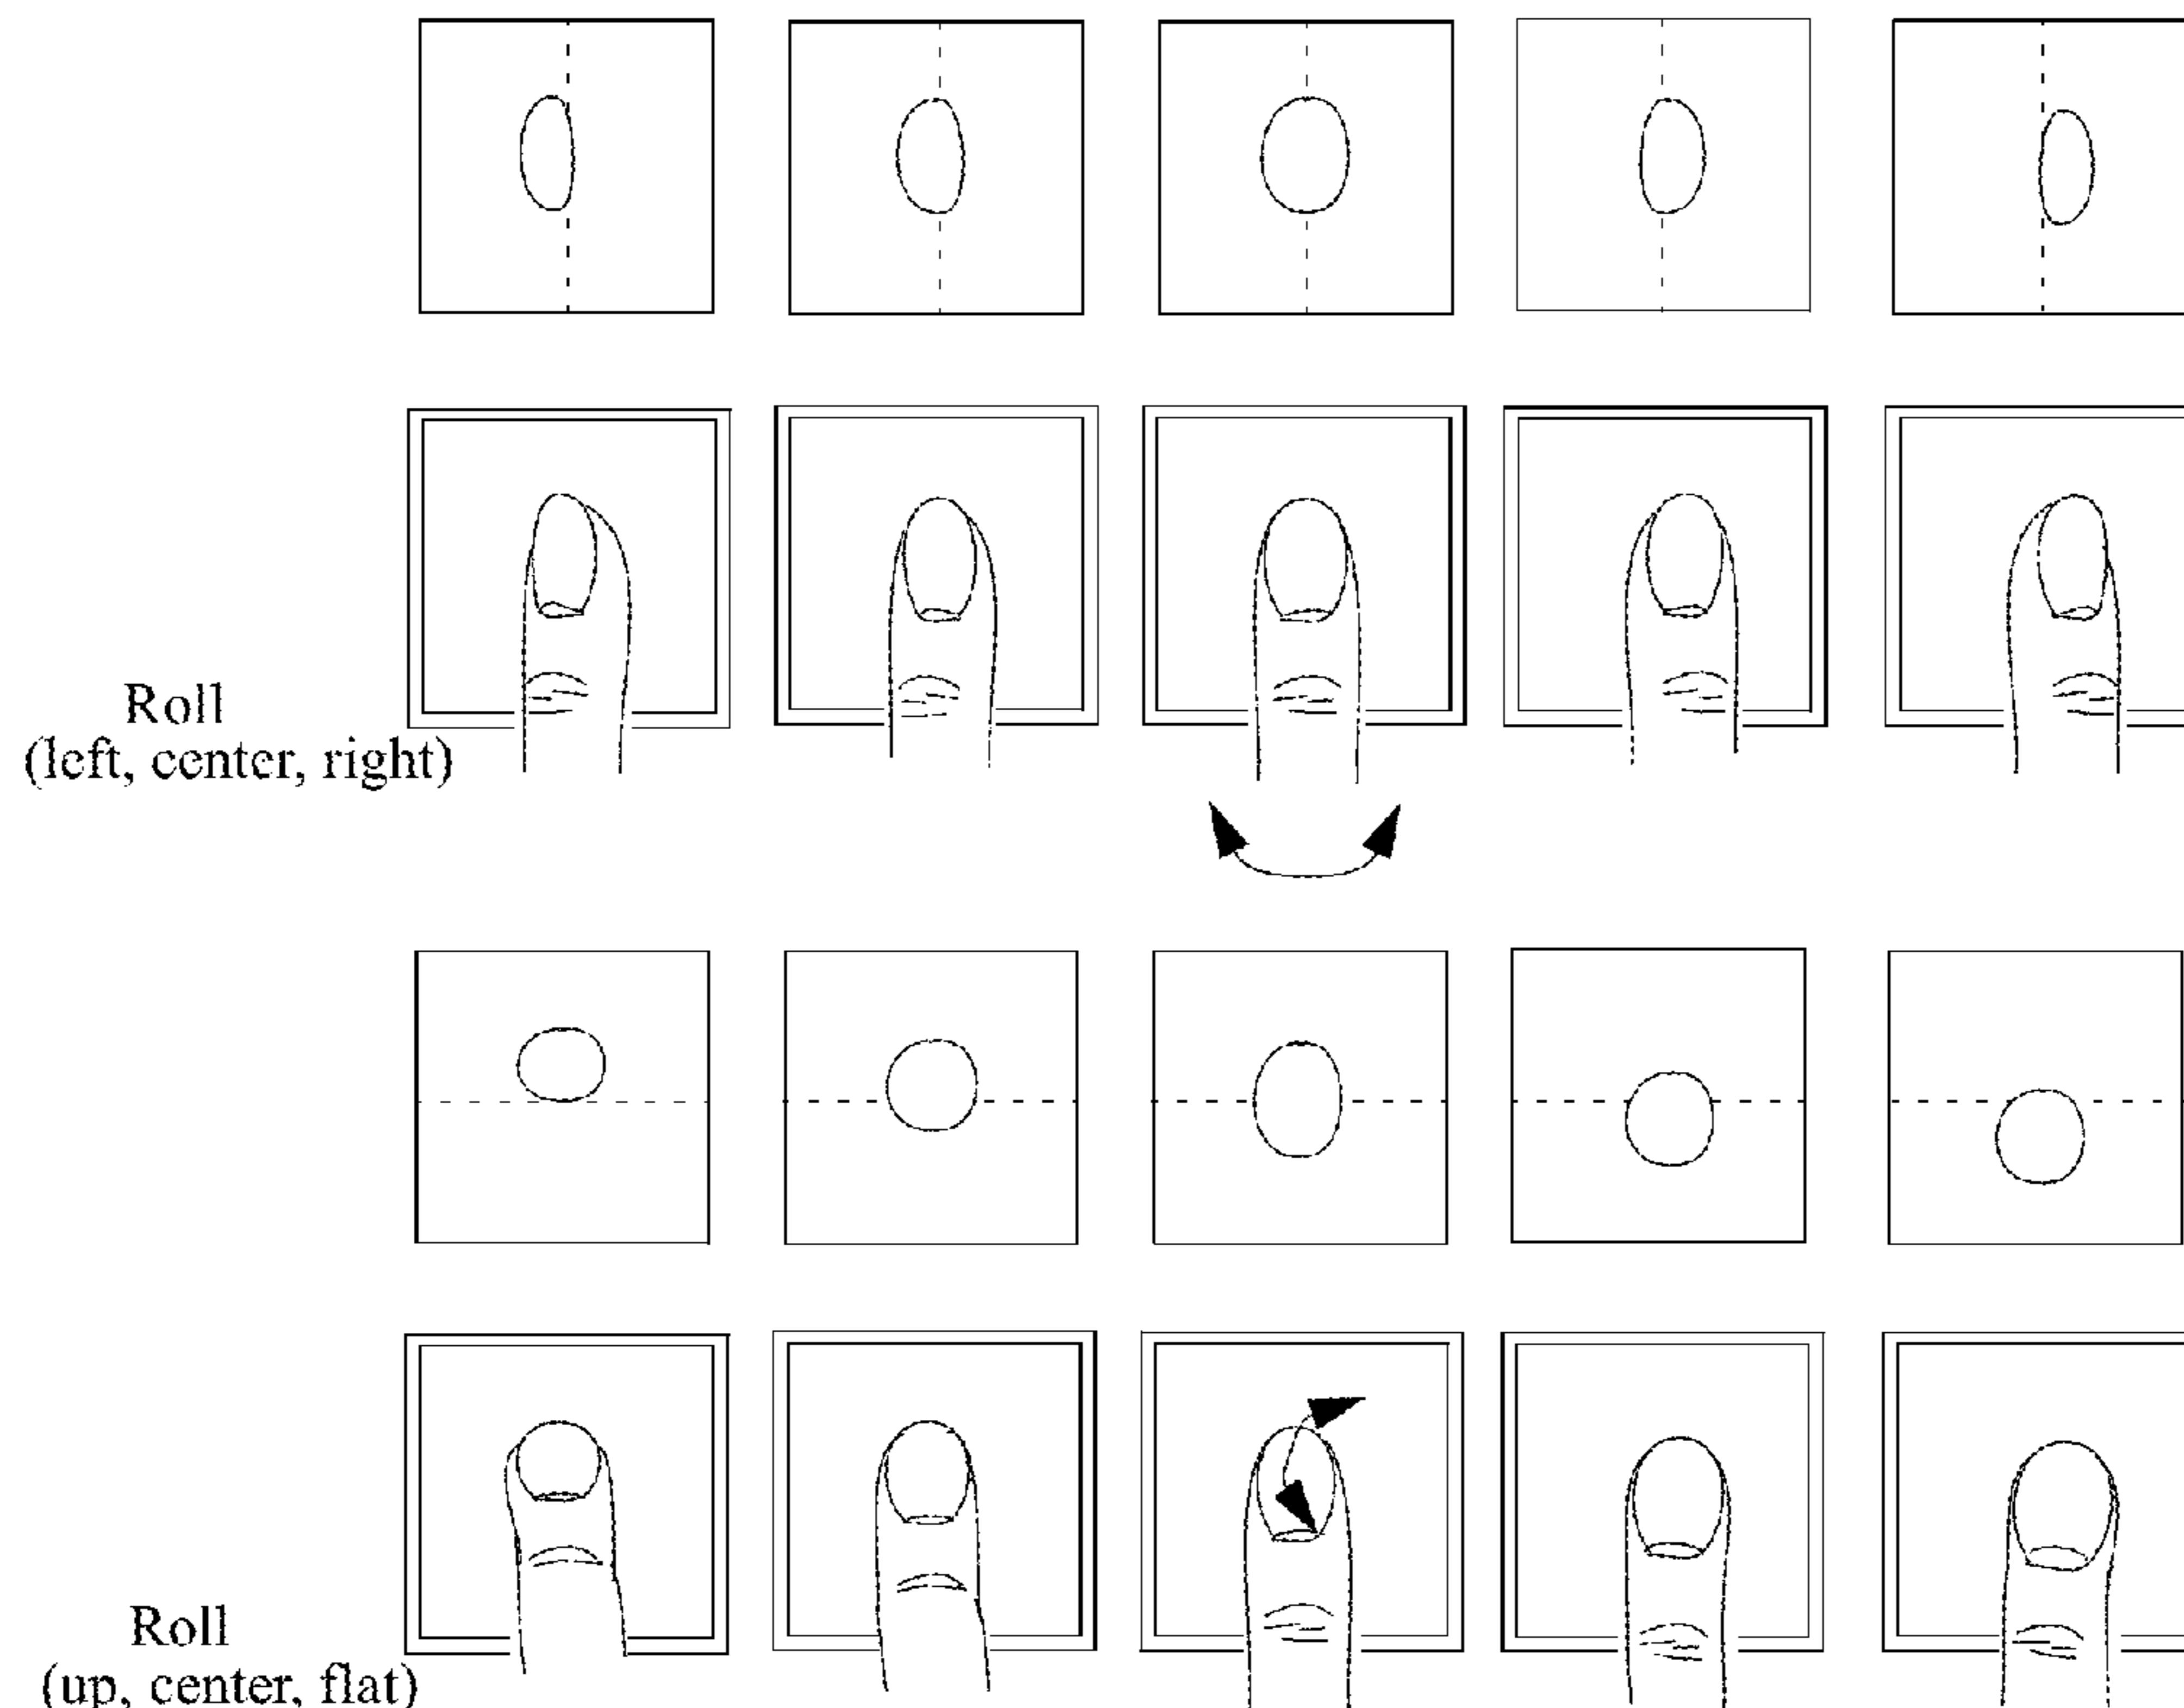 Roll
(left, center, right)
Roll
(up, center, flat)